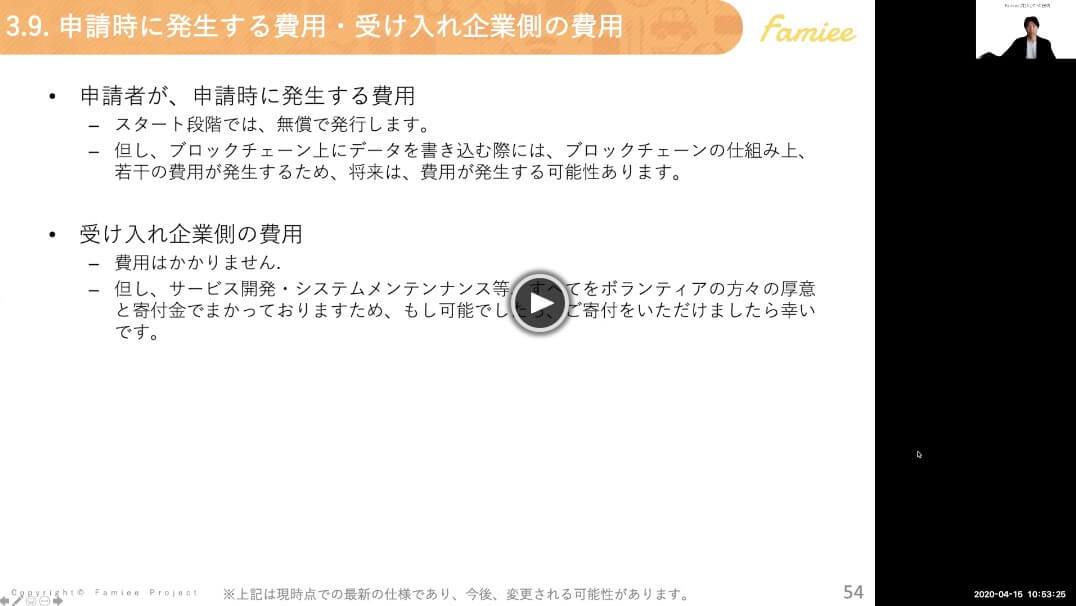 3.9. 申請時に発生する費用・受け入れ企業側の費用
Famiee
• 申請者が、申請時に発生する費用
– スタート段階では、無償で発行します。
– 但し、ブロックチェーン上にデータを書き込む際には、ブロックチェーンの仕組み上、
若干の費用が発生するため、将来は、費用が発生する可能性あります。
• 受け入れ企業側の費用
– 費用はかかりません.
– 但し、サービス開発・システムメンテンナンス等、すべてをボランティアの方々の厚意
と寄付金でまかっておりますため、もし可能でしたら、ご寄付をいただけましたら幸い
です。
Copyright© Famiee Project
※上記は現時点での最新の仕様であり、今後、変更される可能性があります。
54
2020-04-16 10:53:25